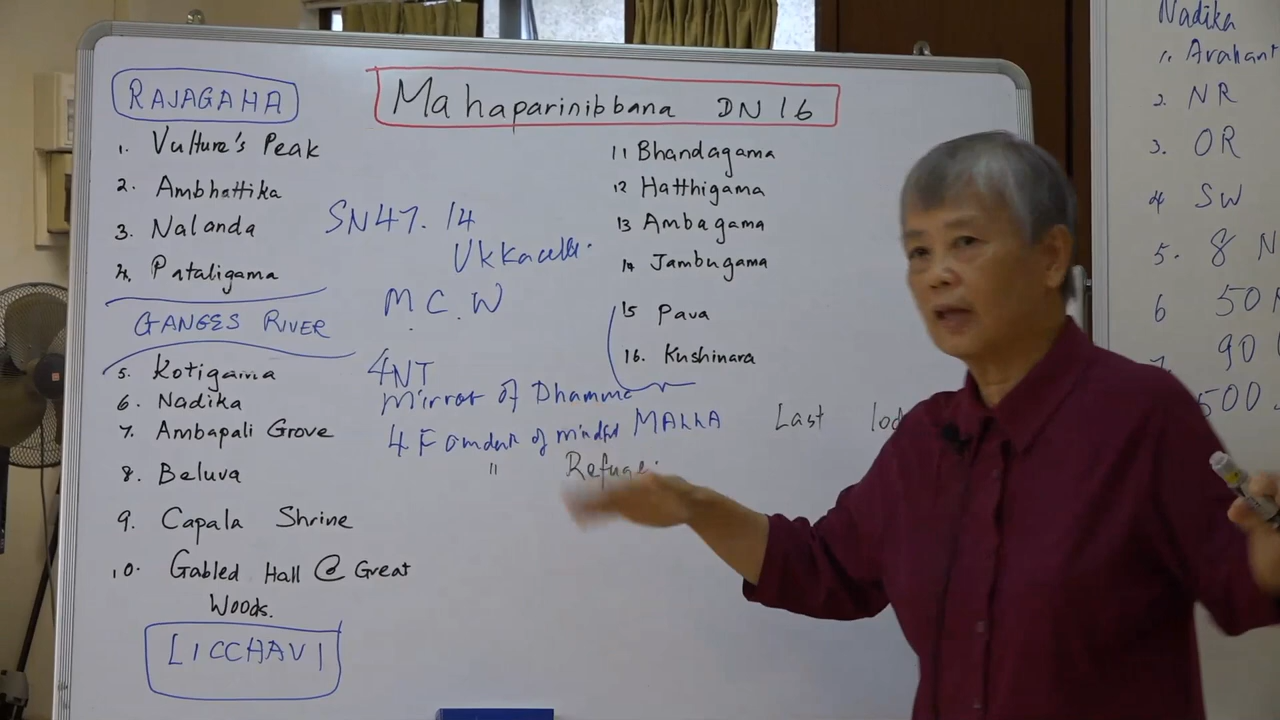 RAJAGAHA
Mahaparinibbana DN 16
1. Vulture's Peak
2. Ambhattika
3. Nalanda
4. Pataligama
SN47.14
M.C.W
GANGES RIVER
5. Kotigama
4NT
6. Nadika
Mirror of Dhamma
7. Ambapali Grove
4 F of mindful
8. Beluva
" Refuge
9. Capala Shrine
10. Gabled Hall @ Great
Woods.
LICCHAVI
11 Bhandagama
12 Hatthigama
13 Ambagama
14 Jambugama
15 Pava
16. Kushinara
MALLA
Last
Nadika
1. Arahant
2. NR
3. OR
4 SW
5. 8 N
6 50
90
500